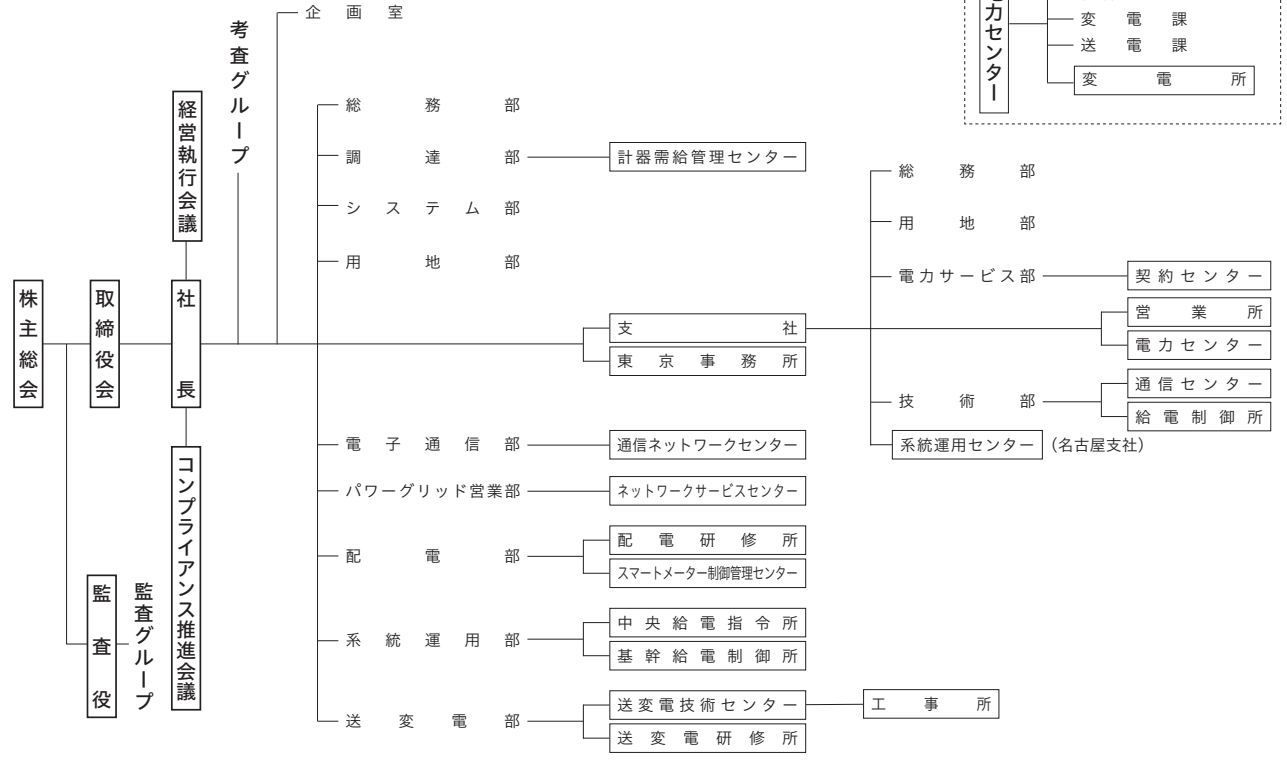 株主総会
取締役会
監査役
監査グループ
経営執行会議
社長
コンプライアンス推進会議
考査グループ
企画室
総務部
調達部
計器需給管理センター
システム部
用地部
支社
東京事務所
電子通信部
通信ネットワークセンター
パワーグリッド営業部
ネットワークサービスセンター
配電部
配電研修所
スマートメーター制御管理センター
系統運用部
中央給電指令所
基幹給電制御所
送変電部
送変電技術センター
工事所
送変電研修所
総務部
用地部
電力サービス部
契約センター
営業所
電力センター
技術部
通信センター
給電制御所
系統運用センター (名古屋支社)
力センター
変電課
送電課
変電所